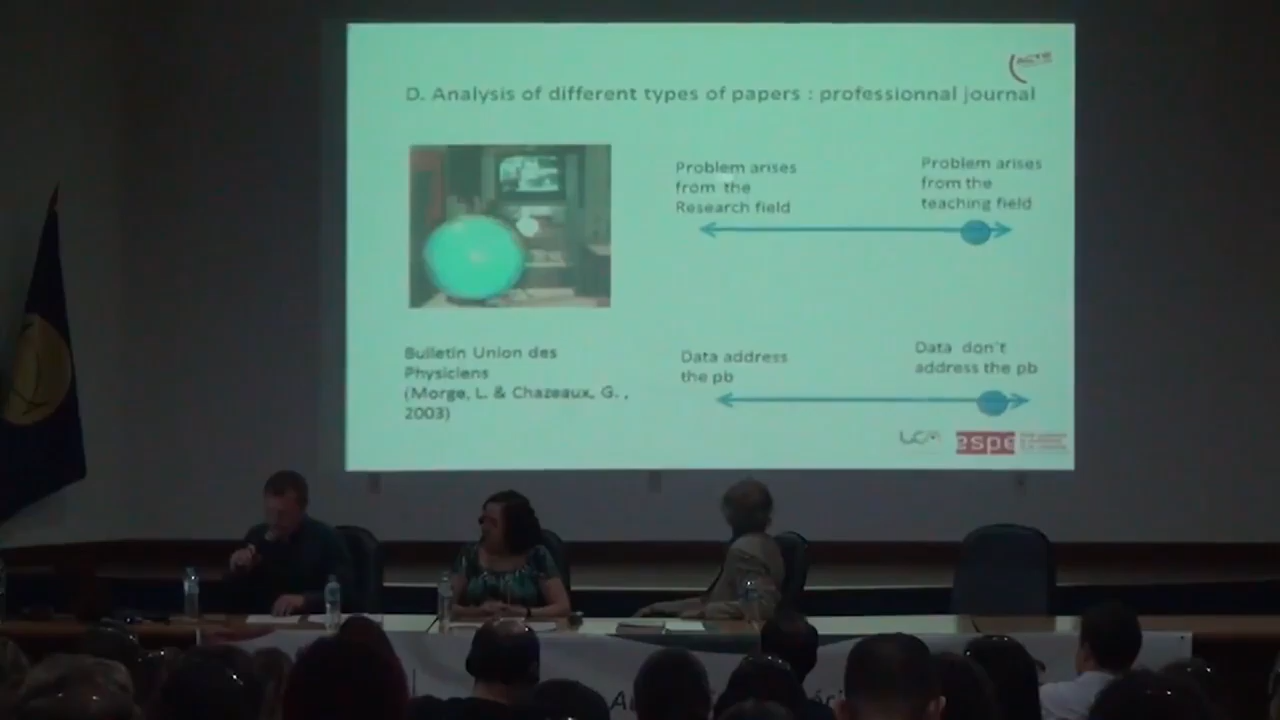 ACTé
D. Analysis of different types of papers : professionnal journal
Problem arises
from the
Research field
Problem arises
from the
teaching field
Bulletin Union des
Physiciens
(Morge, L. & Chazeaux, G. ,
2003)
Data address
the pb
Data don't
address the pb
espe